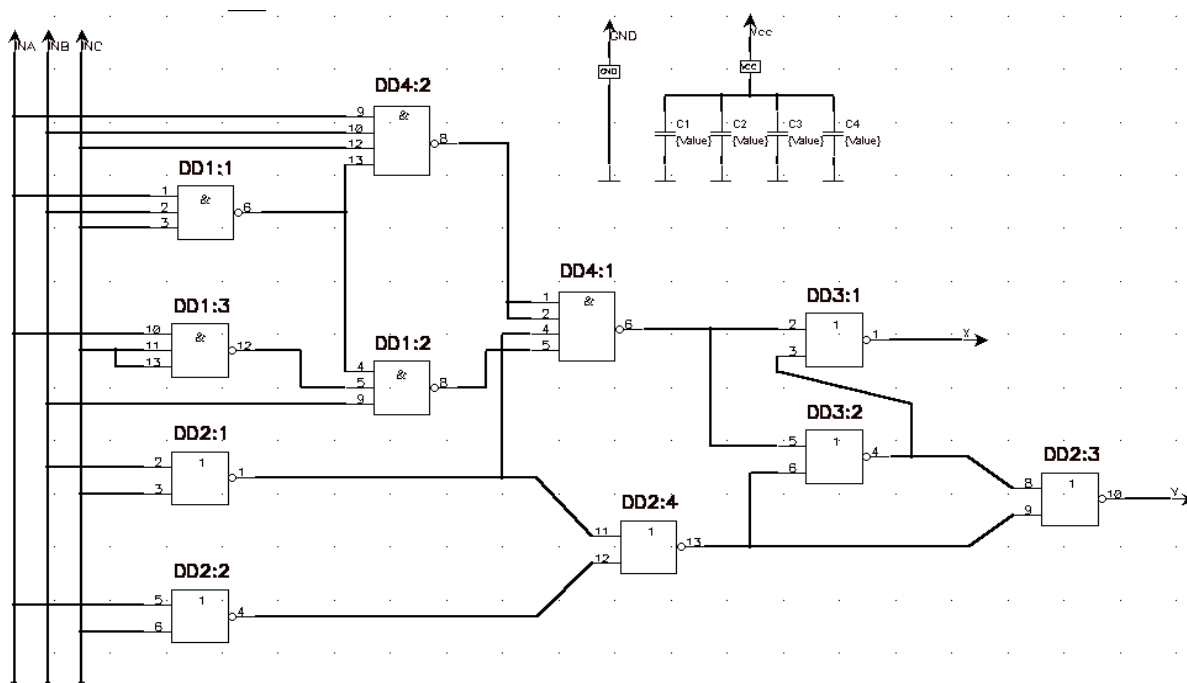 INA INB INC
GND
Vcc
GND
VCC
C1
{Value}
C2
{Value}
C3
{Value}
C4
{Value}
DD4:2
&
9
10
12
13
8
DD1:1
&
1
2
3
6
DD4:1
&
1
2
4
5
6
DD3:1
1
2
3
1
X
DD1:3
&
10
11
13
12
DD1:2
&
4
5
9
8
DD3:2
1
5
6
4
DD2:1
1
2
3
1
DD2:3
1
8
9
10
Y
DD2:4
1
11
12
13
DD2:2
1
5
6
4